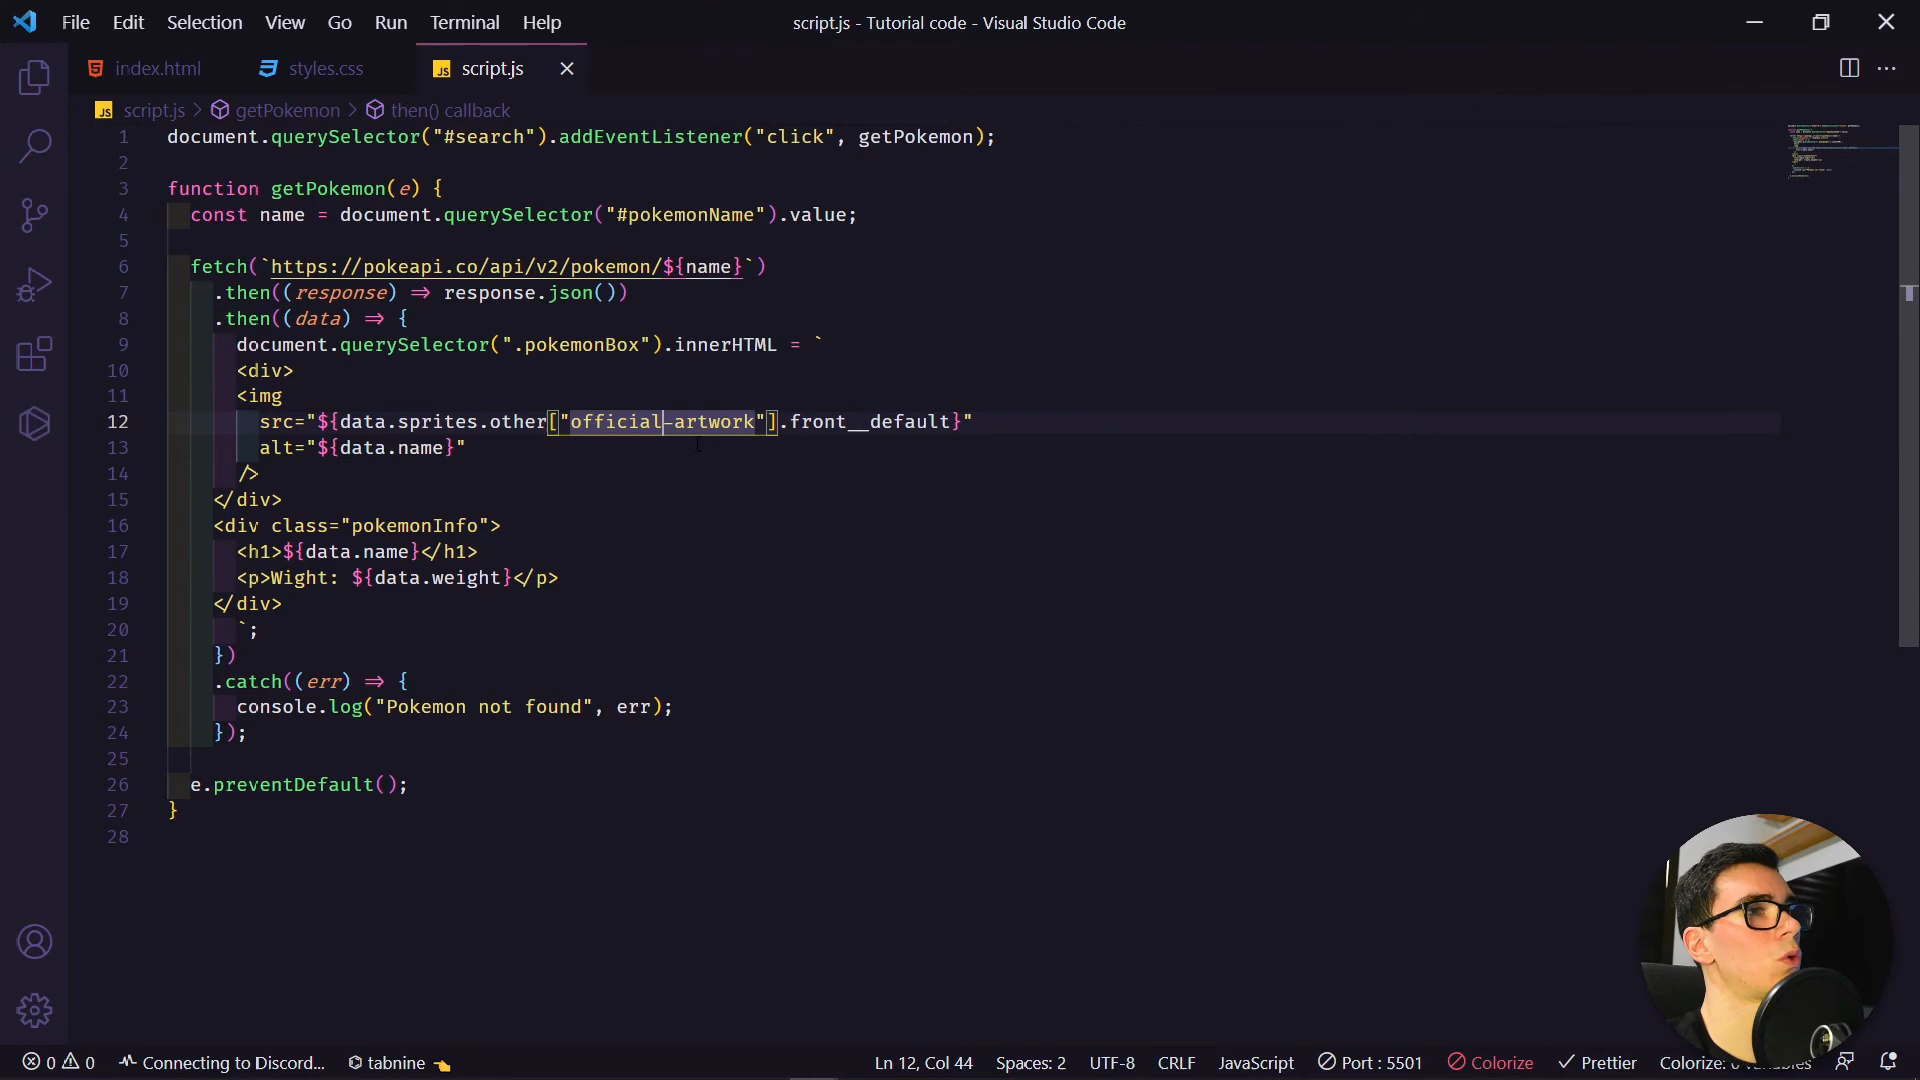 File Edit Selection View Go Run Terminal Help
script.js - Tutorial code - Visual Studio Code
index.html styles.css JS script.js
JS script.js > getPokemon > then() callback
1 document.querySelector("#search").addEventListener("click", getPokemon);
2
3 function getPokemon(e) {
4 const name = document.querySelector("#pokemonName").value;
5
6 fetch(`https://pokeapi.co/api/v2/pokemon/${name}`)
7 .then((response) => response.json())
8 .then((data) => {
9 document.querySelector(".pokemonBox").innerHTML = `
10 <div>
11 <img
12 src="${data.sprites.other["official-artwork"].front__default}"
13 alt="${data.name}"
14 />
15 </div>
16 <div class="pokemonInfo">
17 <h1>${data.name}</h1>
18 <p>Wight: ${data.weight}</p>
19 </div>
20 `;
21 })
22 .catch((err) => {
23 console.log("Pokemon not found", err);
24 });
25
26 e.preventDefault();
27 }
28
0 0 Connecting to Discord... tabnine Ln 12, Col 44 Spaces: 2 UTF-8 CRLF JavaScript Port : 5501 Colorize Prettier Colorize: 0 variables